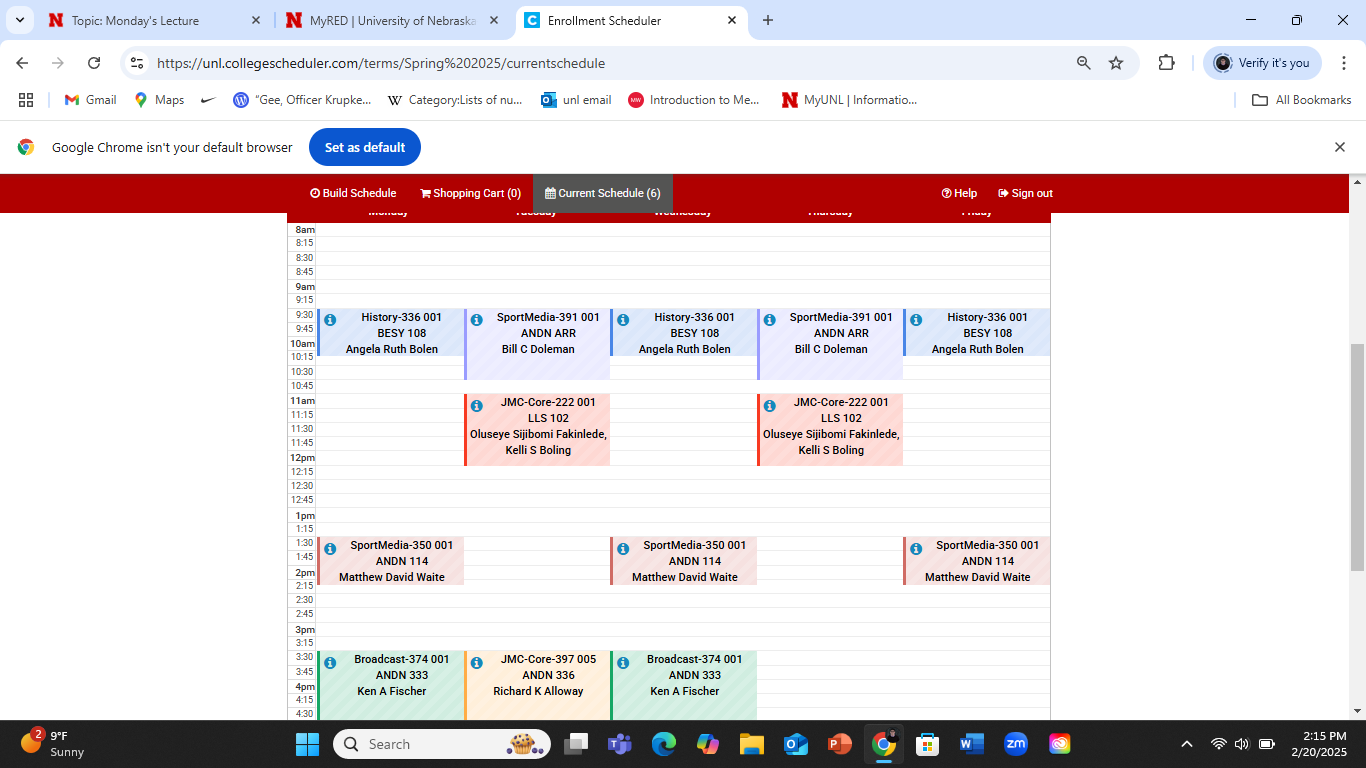 Topic: Monday's Lecture
MyRED | University of Nebraska
Enrollment Scheduler
https://unl.collegescheduler.com/terms/Spring%202025/currentschedule
Verify it's you
Gmail
Maps
"Gee, Officer Krupke...
Category:Lists of nu...
unl email
Introduction to Me...
MyUNL | Informatio...
All Bookmarks
Google Chrome isn't your default browser
Set as default
Build Schedule
Shopping Cart (0)
Current Schedule (6)
Help
Sign out
Monday Tuesday Wednesday Thursday Friday
8am
8:15
8:30
8:45
9am
9:15
9:30
9:45
10am
10:15
10:30
10:45
11am
11:15
11:30
11:45
12pm
12:15
12:30
12:45
1pm
1:15
1:30
1:45
2pm
2:15
2:30
2:45
3pm
3:15
3:30
3:45
4pm
4:15
4:30
History-336 001
BESY 108
Angela Ruth Bolen
SportMedia-391 001
ANDN ARR
Bill C Doleman
History-336 001
BESY 108
Angela Ruth Bolen
SportMedia-391 001
ANDN ARR
Bill C Doleman
History-336 001
BESY 108
Angela Ruth Bolen
JMC-Core-222 001
LLS 102
Oluseye Sijibomi Fakinlede,
Kelli S Boling
JMC-Core-222 001
LLS 102
Oluseye Sijibomi Fakinlede,
Kelli S Boling
SportMedia-350 001
ANDN 114
Matthew David Waite
SportMedia-350 001
ANDN 114
Matthew David Waite
SportMedia-350 001
ANDN 114
Matthew David Waite
Broadcast-374 001
ANDN 333
Ken A Fischer
JMC-Core-397 005
ANDN 336
Richard K Alloway
Broadcast-374 001
ANDN 333
Ken A Fischer
2
9°F
Sunny
Search
2:15 PM
2/20/2025